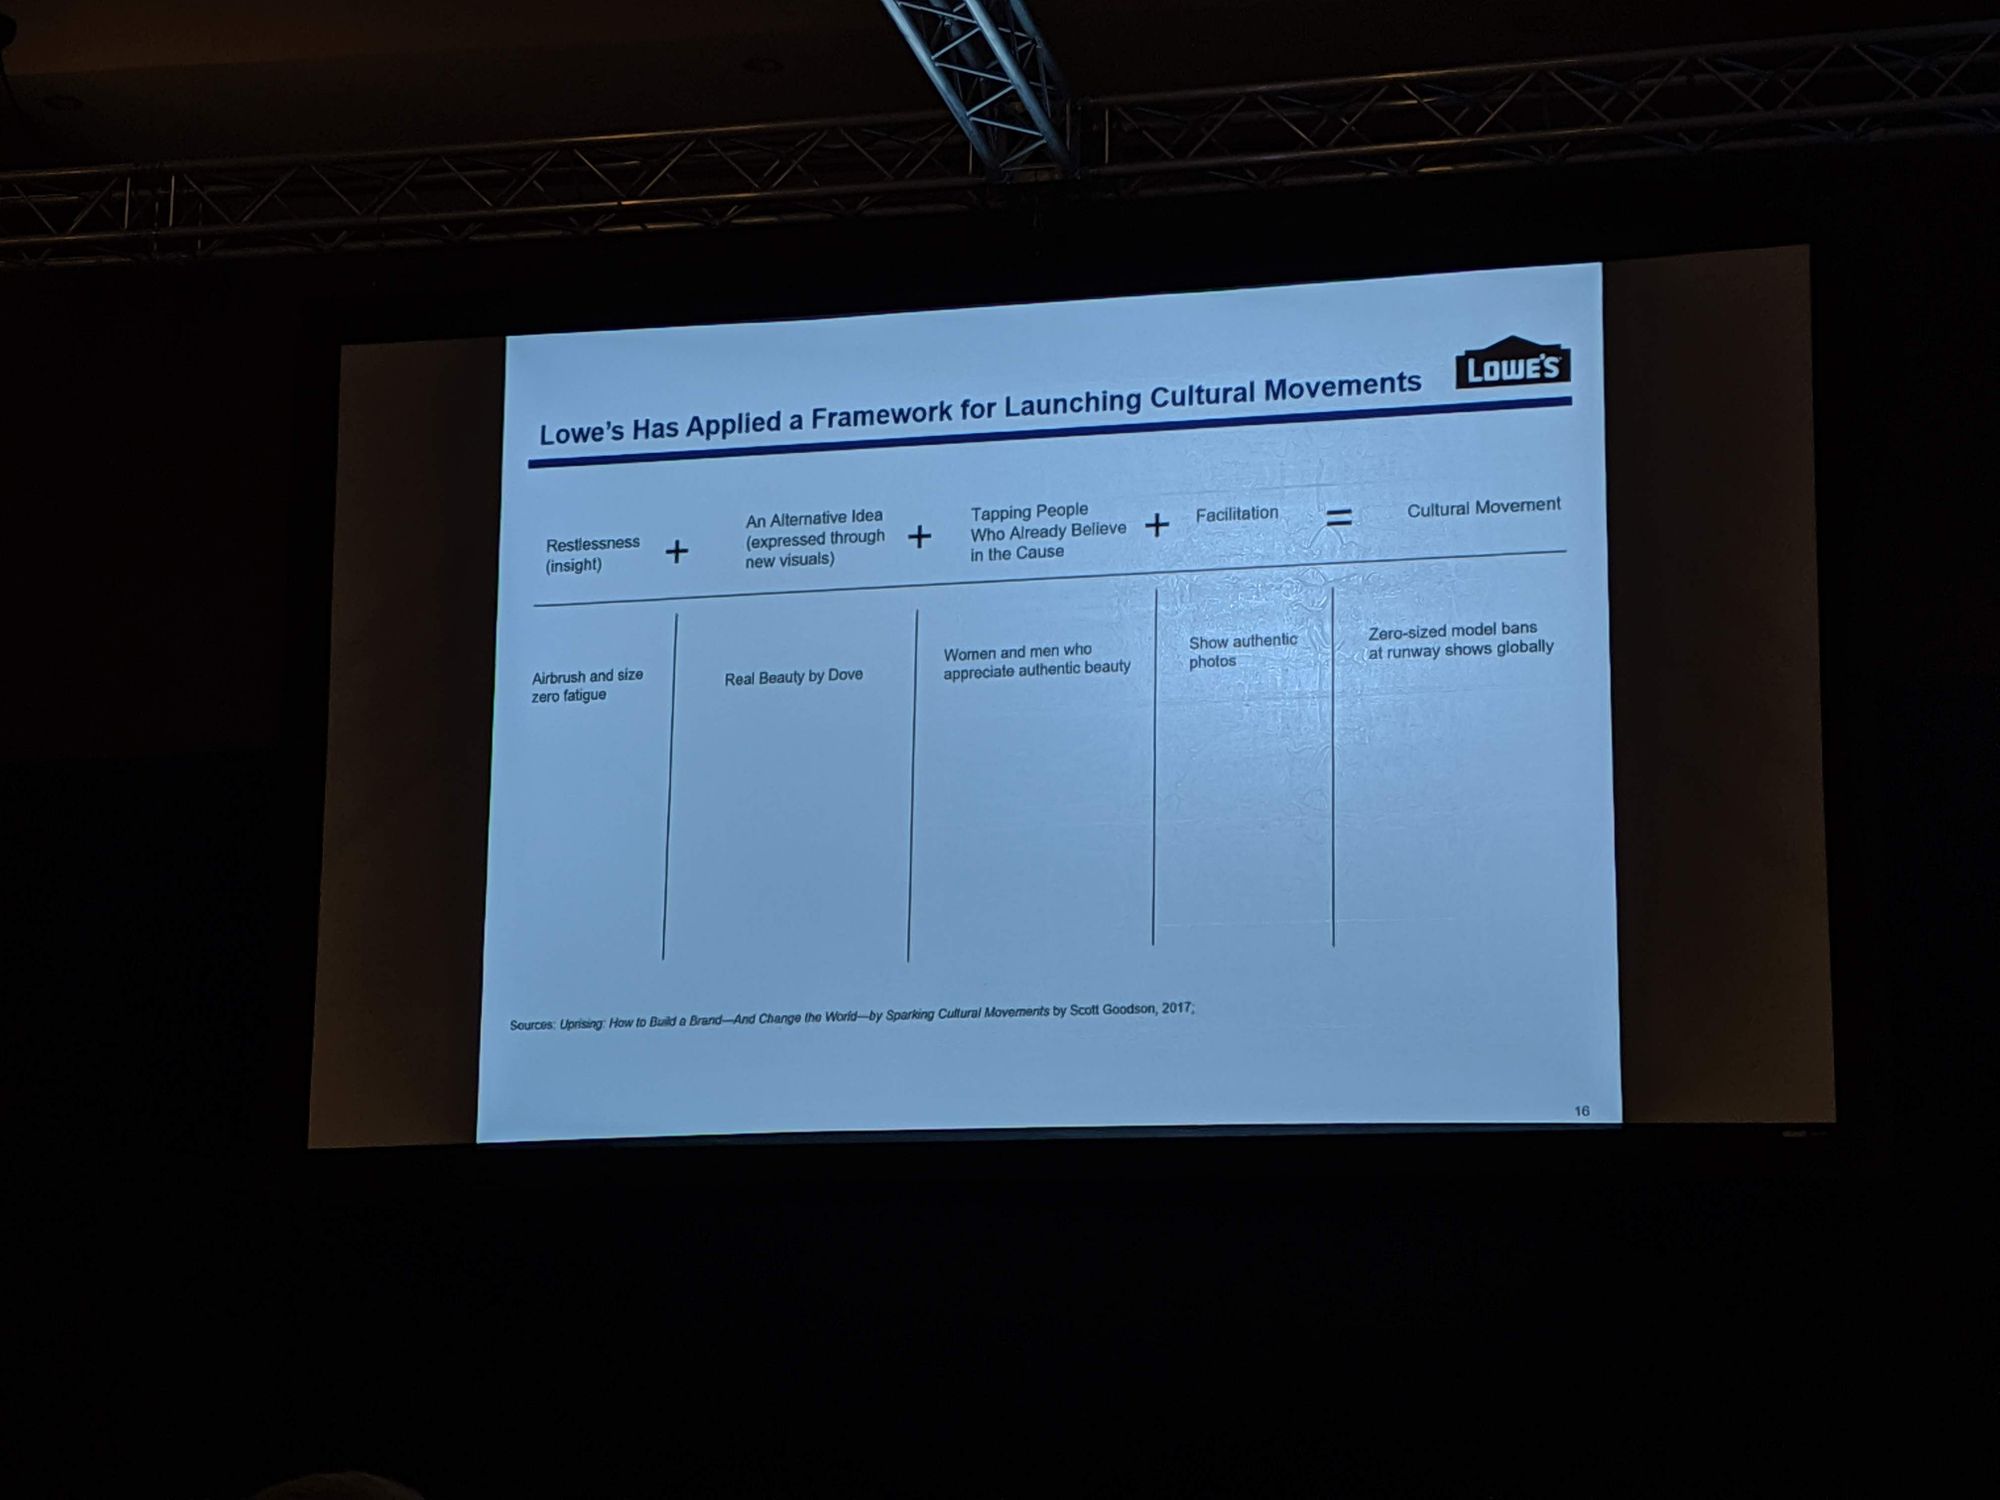 LOWE'S
Lowe's Has Applied a Framework for Launching Cultural Movements
Restlessness
(insight)
+
An Alternative Idea
(expressed through
new visuals)
+
Tapping People
Who Already Believe
in the Cause
+
Facilitation
=
Cultural Movement
Airbrush and size
zero fatigue
Real Beauty by Dove
Women and men who
appreciate authentic beauty
Show authentic
photos
Zero-sized model bans
at runway shows globally
Sources: Uprising: How to Build a Brand—And Change the World—by Sparking Cultural Movements by Scott Goodson, 2017;
16